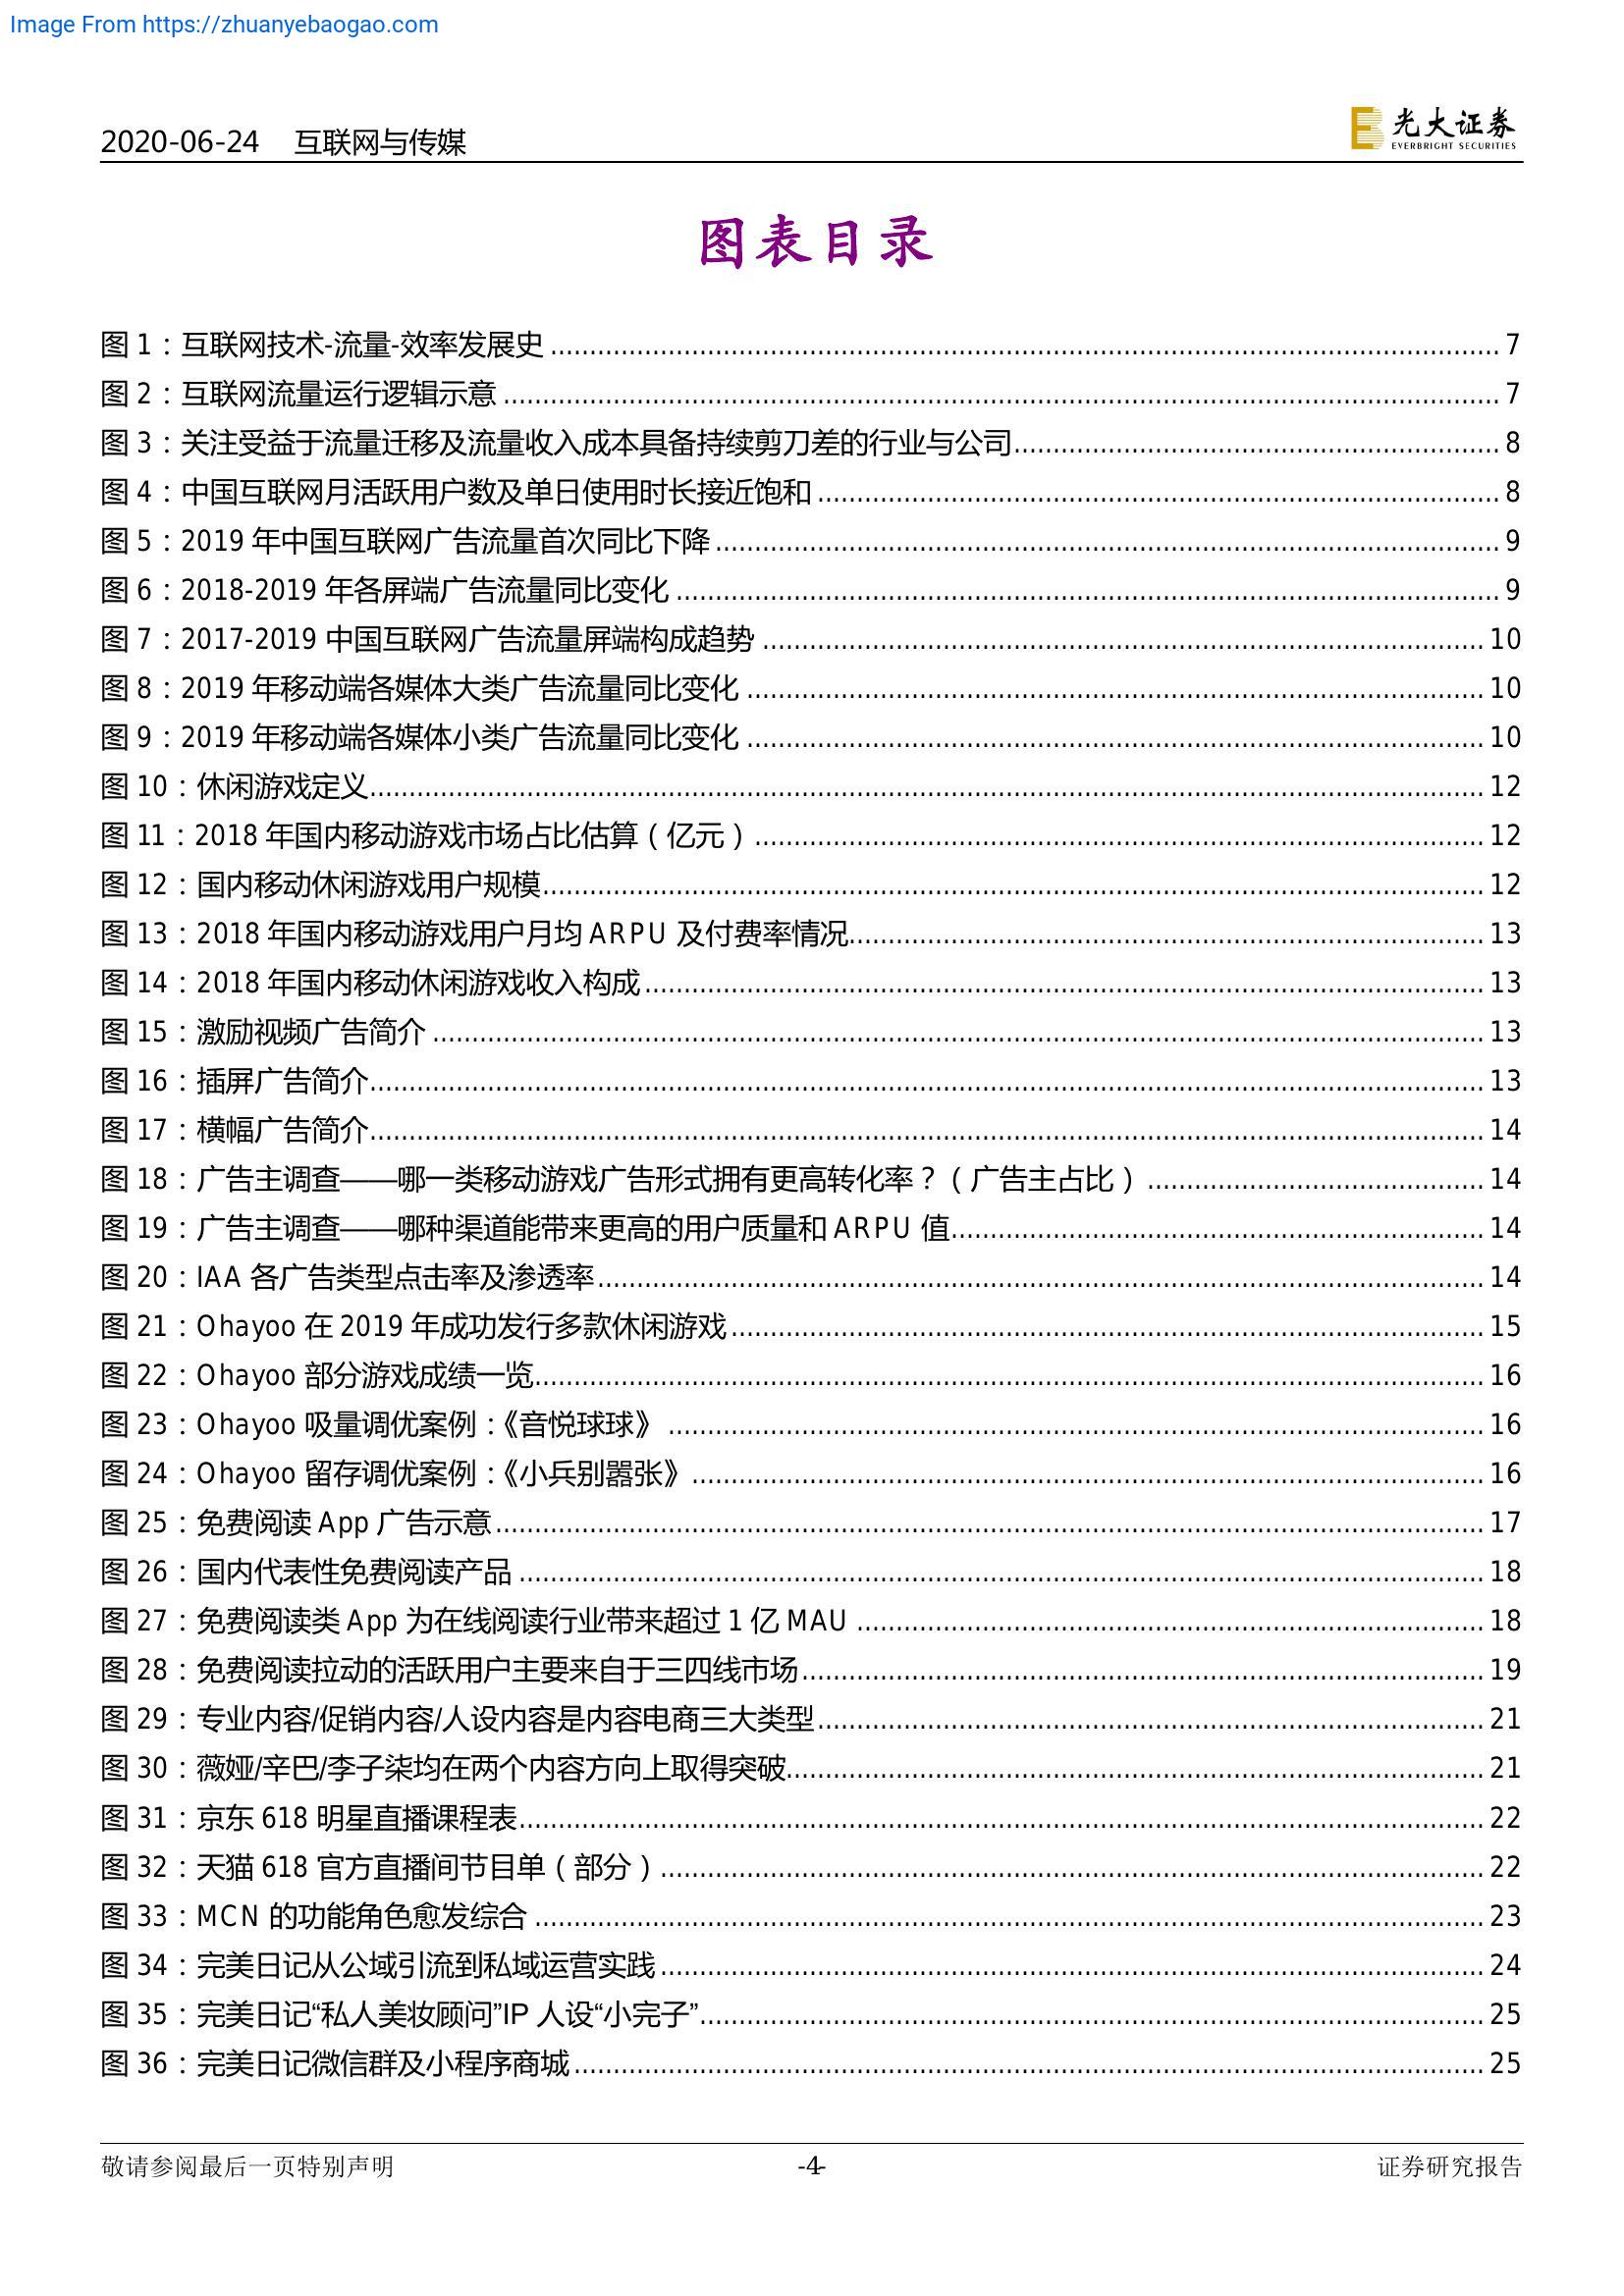 Image From https://zhuanyebaogao.com
2020-06-24 互联网与传媒
光大证券
EVERBRIGHT SECURITIES
图表目录
图 1：互联网技术-流量-效率发展史 ........ 7
图 2：互联网流量运行逻辑示意 ........ 7
图 3：关注受益于流量迁移及流量收入成本具备持续剪刀差的行业与公司 ........ 8
图 4：中国互联网月活跃用户数及单日使用时长接近饱和 ........ 8
图 5：2019 年中国互联网广告流量首次同比下降 ........ 9
图 6：2018-2019 年各屏端广告流量同比变化 ........ 9
图 7：2017-2019 中国互联网广告流量屏端构成趋势 ........ 10
图 8：2019 年移动端各媒体大类广告流量同比变化 ........ 10
图 9：2019 年移动端各媒体小类广告流量同比变化 ........ 10
图 10：休闲游戏定义 ........ 12
图 11：2018 年国内移动游戏市场占比估算（亿元） ........ 12
图 12：国内移动休闲游戏用户规模 ........ 12
图 13：2018 年国内移动游戏用户月均 ARPU 及付费率情况 ........ 13
图 14：2018 年国内移动休闲游戏收入构成 ........ 13
图 15：激励视频广告简介 ........ 13
图 16：插屏广告简介 ........ 13
图 17：横幅广告简介 ........ 14
图 18：广告主调查——哪一类移动游戏广告形式拥有更高转化率？（广告主占比） ........ 14
图 19：广告主调查——哪种渠道能带来更高的用户质量和 ARPU 值 ........ 14
图 20：IAA 各广告类型点击率及渗透率 ........ 14
图 21：Ohayoo 在 2019 年成功发行多款休闲游戏 ........ 15
图 22：Ohayoo 部分游戏成绩一览 ........ 16
图 23：Ohayoo 吸量调优案例：《音悦球球》 ........ 16
图 24：Ohayoo 留存调优案例：《小兵别嚣张》 ........ 16
图 25：免费阅读 App 广告示意 ........ 17
图 26：国内代表性免费阅读产品 ........ 18
图 27：免费阅读类 App 为在线阅读行业带来超过 1 亿 MAU ........ 18
图 28：免费阅读拉动的活跃用户主要来自于三四线市场 ........ 19
图 29：专业内容/促销内容/人设内容是内容电商三大类型 ........ 21
图 30：薇娅/辛巴/李子柒均在两个内容方向上取得突破 ........ 21
图 31：京东 618 明星直播课程表 ........ 22
图 32：天猫 618 官方直播间节目单（部分） ........ 22
图 33：MCN 的功能角色愈发综合 ........ 23
图 34：完美日记从公域引流到私域运营实践 ........ 24
图 35：完美日记“私人美妆顾问”IP 人设“小完子” ........ 25
图 36：完美日记微信群及小程序商城 ........ 25
敬请参阅最后一页特别声明 -4- 证券研究报告